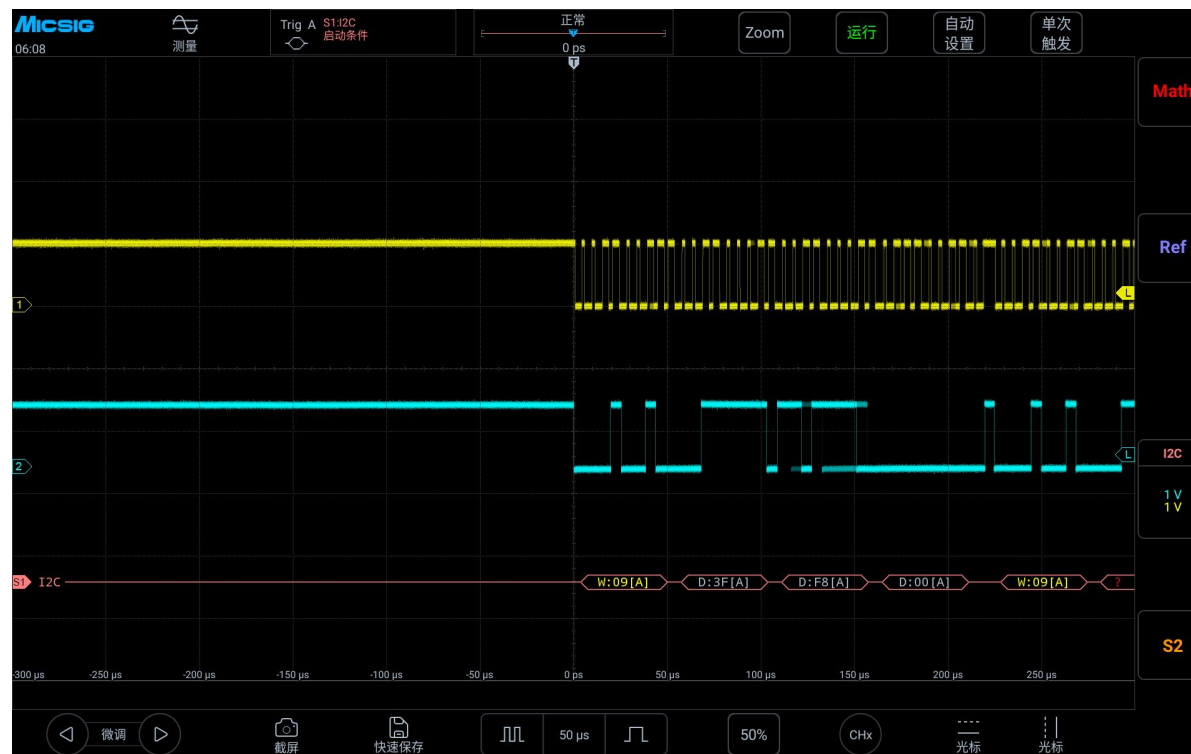 Micsig
06:08
测量
Trig A
S1:I2C
启动条件
正常
0 ps
Zoom
运行
自动
设置
单次
触发
T
Math
Ref
1
L
2
L
I2C
1 V
1 V
S1 I2C
W:09[A] D:3F[A] D:F8[A] D:00[A] W:09[A] ?
S2
-300 μs -250 μs -200 μs -150 μs -100 μs -50 μs 0 ps 50 μs 100 μs 150 μs 200 μs 250 μs
微调
截屏
快速保存
50 μs
50%
CHx
光标
光标